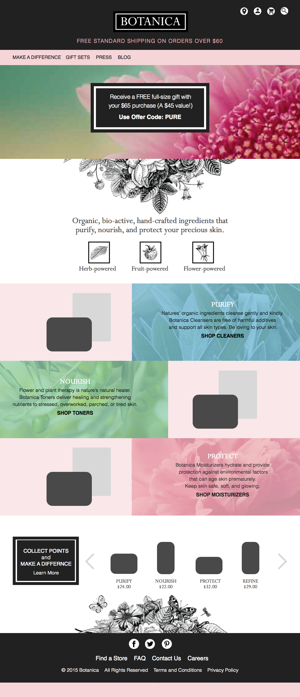 BOTANICA
FREE STANDARD SHIPPING ON ORDERS OVER $60
MAKE A DIFFERENCE GIFT SETS PRESS BLOG
Receive a FREE full-size gift with
your $65 purchase (A $45 value!)
Use Offer Code: PURE
Organic, bio-active, hand-crafted ingredients that
purify, nourish, and protect your precious skin.
Herb-powered Fruit-powered Flower-powered
PURIFY
Natures' organic ingredients cleanse gently and kindly.
Botanica Cleansers are free of harmful additives
and support all skin types. Be loving to your skin.
SHOP CLEANERS
NOURISH
Flower and plant therapy is nature's natural healer.
Botanica Toners deliver healing and strengthening
nutrients to stressed, overworked, parched, or tired skin.
SHOP TONERS
PROTECT
Botanica Moisturizers hydrate and provide
protection against environmental factors
that can age skin prematurely.
Keep skin safe, soft, and glowing.
SHOP MOISTURIZERS
COLLECT POINTS
and
MAKE A DIFFERNCE
Learn More
PURIFY NOURISH PROTECT REFINE
$24.00 $22.00 $32.00 $29.00
Find a Store FAQ Contact Us Careers
© 2015 Botanica All Rights Reserved Terms and Conditions Privacy Policy